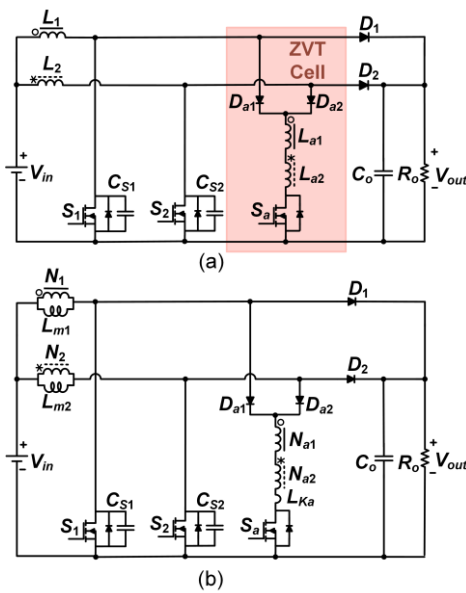 L1
D1
ZVT
Cell
* L2
D2
Da1
Da2
La1
* La2
+
Vin
-
CS1
CS2
S1
S2
Sa
Co
Ro
+
Vout
-
(a)
N1
Lm1
D1
* N2
Lm2
D2
Da1
Da2
Na1
* Na2
LKa
+
Vin
-
CS1
CS2
S1
S2
Sa
Co
Ro
+
Vout
-
(b)